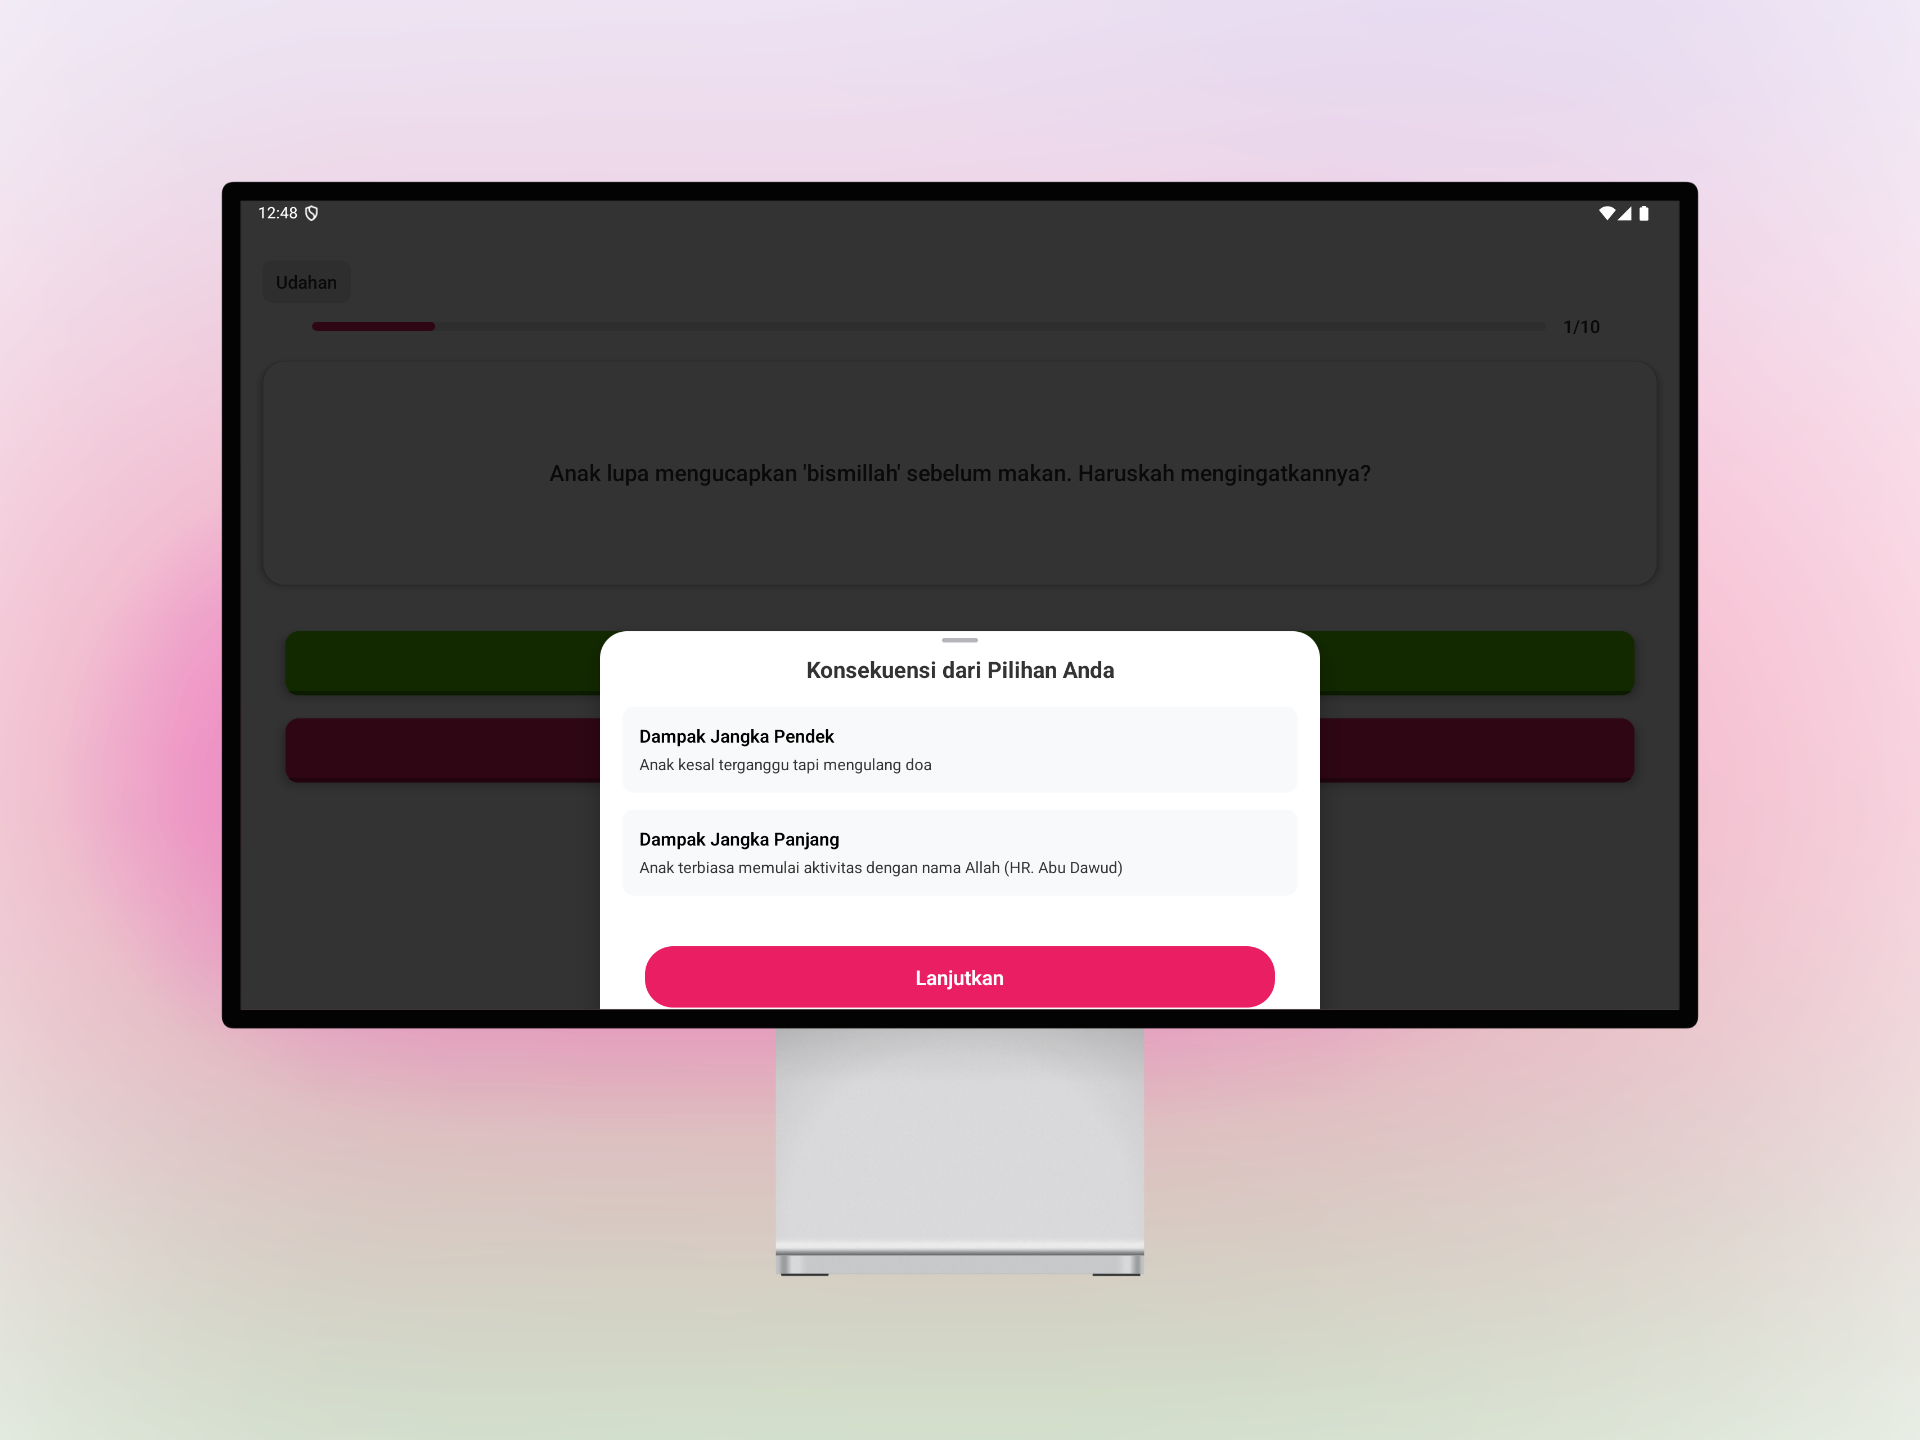 12:48
Udahan
1/10
Anak lupa mengucapkan 'bismillah' sebelum makan. Haruskah mengingatkannya?
Konsekuensi dari Pilihan Anda
Dampak Jangka Pendek
Anak kesal terganggu tapi mengulang doa
Dampak Jangka Panjang
Anak terbiasa memulai aktivitas dengan nama Allah (HR. Abu Dawud)
Lanjutkan